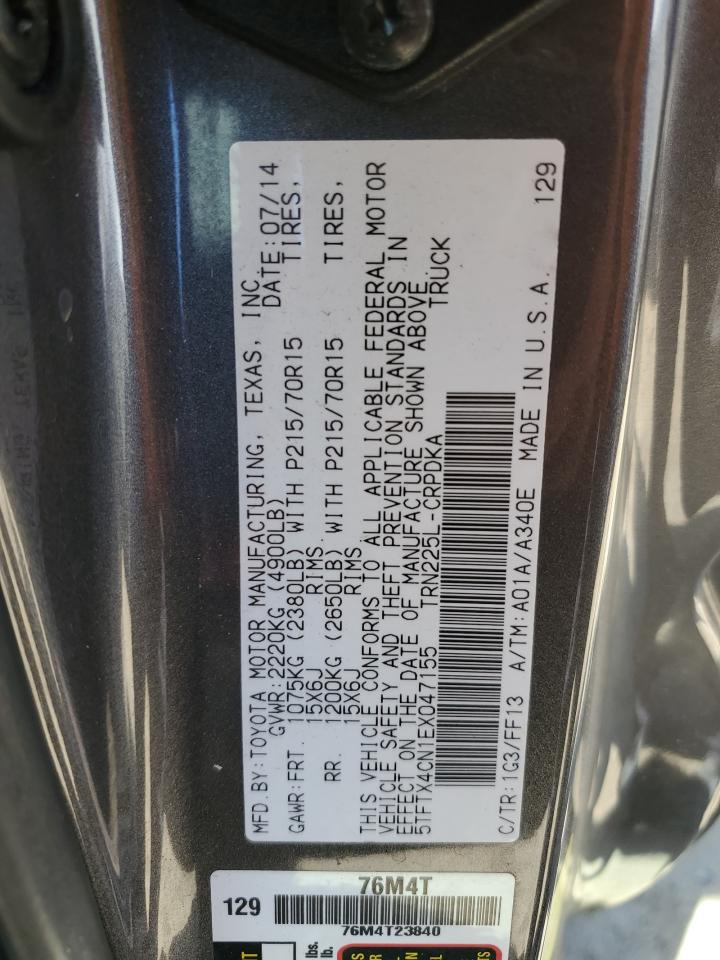 MFD BY:TOYOTA MOTOR MANUFACTURING, TEXAS, INC.
GVWR:2220KG (4900LB) DATE:07/14
GAWR:FRT. 1075KG (2380LB) WITH P215/70R15 TIRES,
15X6J RIMS
RR. 1200KG (2650LB) WITH P215/70R15 TIRES,
15X6J RIMS
THIS VEHICLE CONFORMS TO ALL APPLICABLE FEDERAL MOTOR
VEHICLE SAFETY AND THEFT PREVENTION STANDARDS IN
EFFECT ON THE DATE OF MANUFACTURE SHOWN ABOVE
5TFTX4CN1EX047155 TRN225L-CRPDKA TRUCK
C/TR:1G3/FF13 A/TM:A01A/A340E MADE IN U.S.A. 129
76M4T
129
76M4T23840
lbs.
lb.